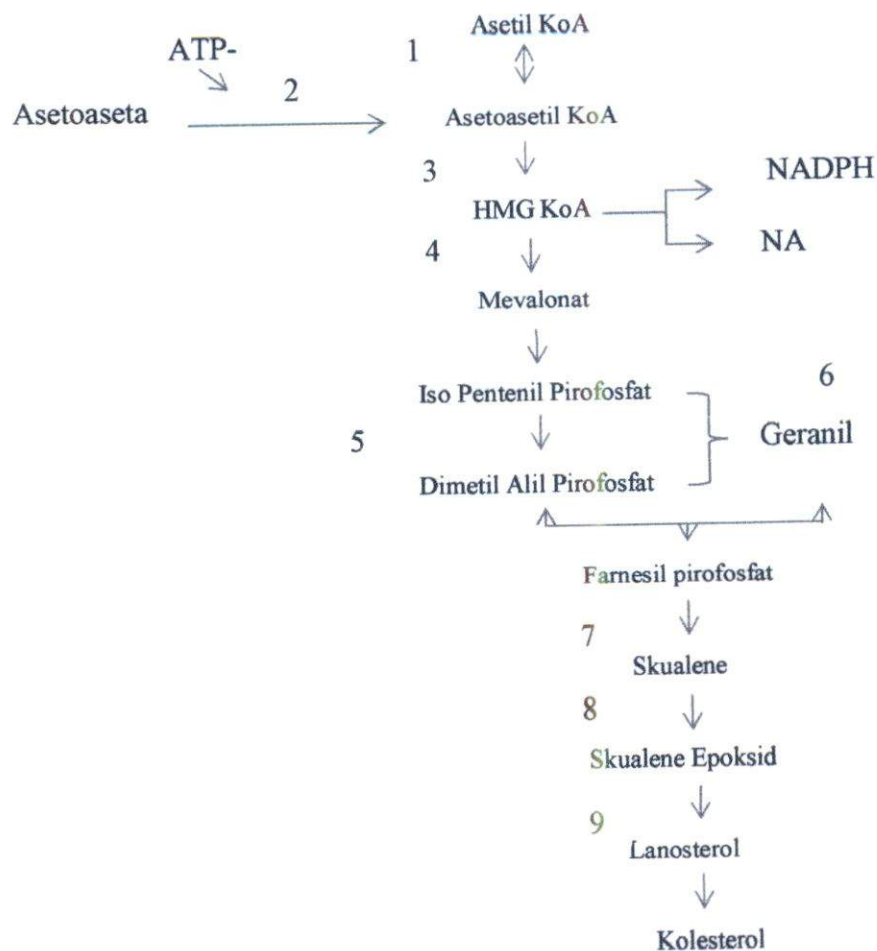 Asetil KoA
1
ATP-
2
Asetoaseta
Asetoasetil KoA
3
NADPH
HMG KoA
NA
4
Mevalonat
6
Iso Pentenil Pirofosfat
5
Geranil
Dimetil Alil Pirofosfat
Farnesil pirofosfat
7
Skualene
8
Skualene Epoksid
9
Lanosterol
Kolesterol